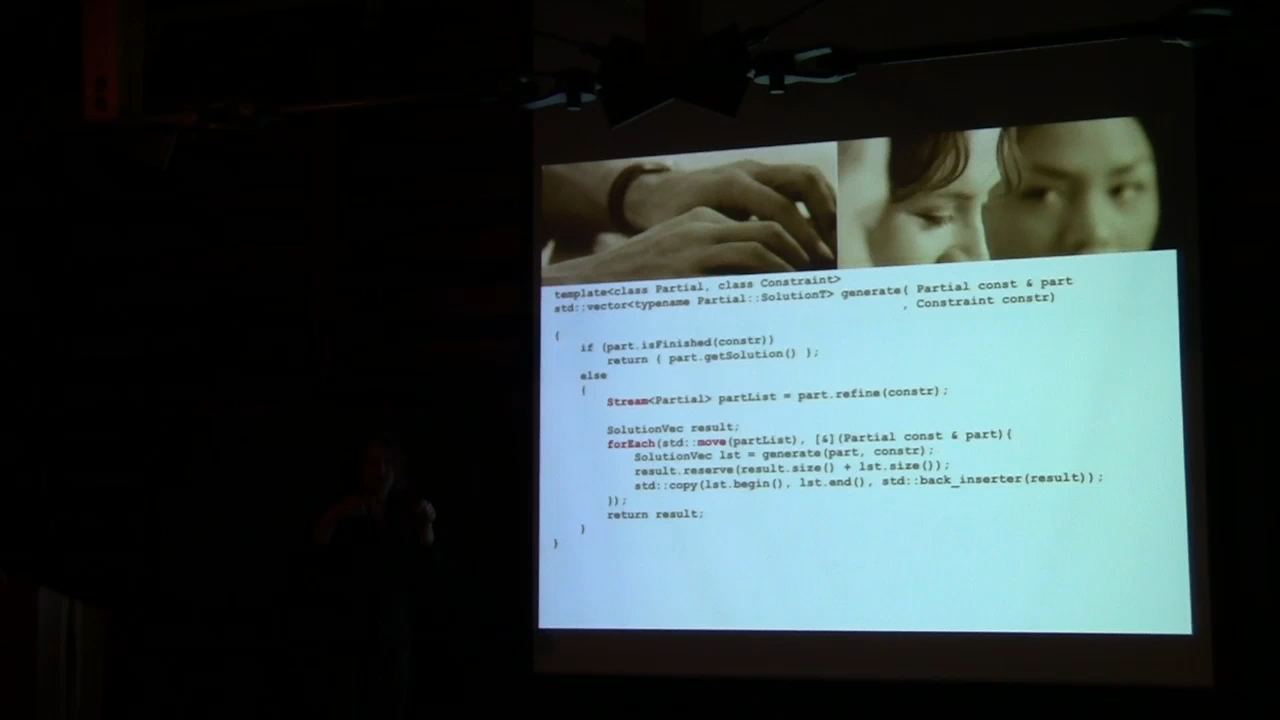 template<class Partial, class Constraint>
std::vector<typename Partial::SolutionT> generate( Partial const & part
, Constraint constr)
{
if (part.isFinished(constr))
return { part.getSolution() };
else
{
Stream<Partial> partList = part.refine(constr);
SolutionVec result;
forEach(std::move(partList), [&](Partial const & part){
SolutionVec lst = generate(part, constr);
result.reserve(result.size() + lst.size());
std::copy(lst.begin(), lst.end(), std::back_inserter(result));
});
return result;
}
}